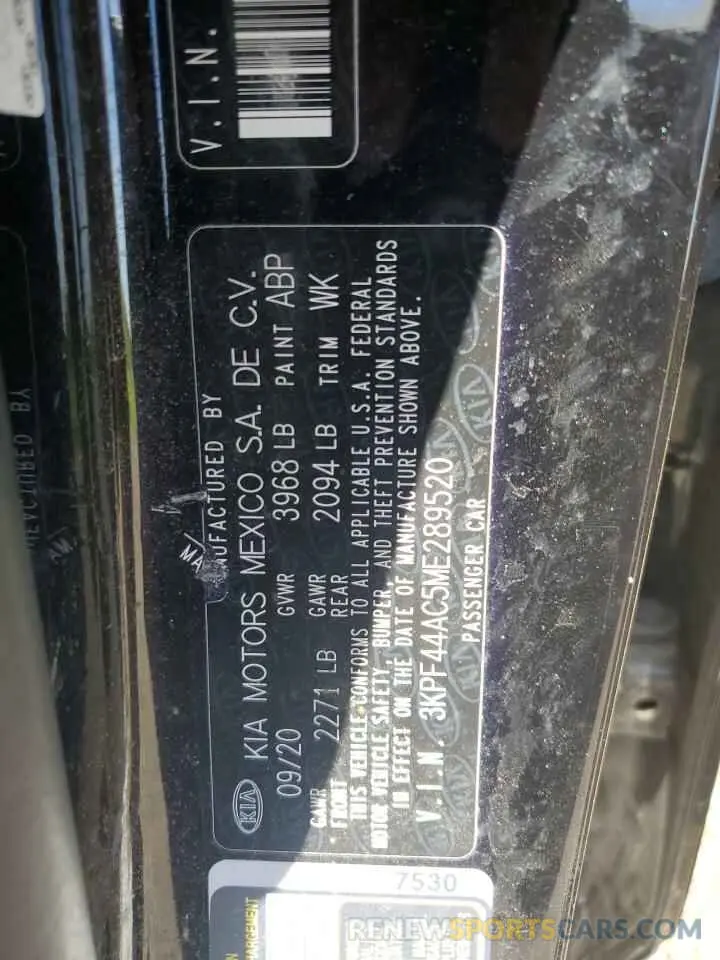 V.I.N.
MANUFACTURED BY
KIA KIA MOTORS MEXICO S.A. DE C.V.
09/20 GVWR 3968 LB PAINT ABP
GAWR FRONT 2271 LB GAWR REAR 2094 LB TRIM WK
THIS VEHICLE CONFORMS TO ALL APPLICABLE U.S.A. FEDERAL
MOTOR VEHICLE SAFETY, BUMPER, AND THEFT PREVENTION STANDARDS
IN EFFECT ON THE DATE OF MANUFACTURE SHOWN ABOVE.
V.I.N. 3KPF44AC5ME289520
PASSENGER CAR
7530
RENEWSPORTSCARS.COM